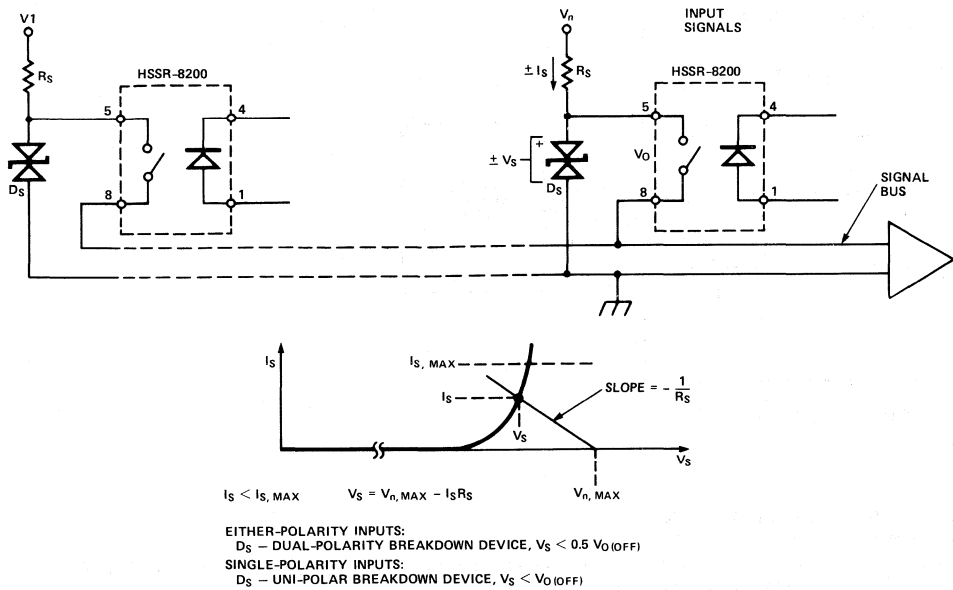 V1
Vn
INPUT
SIGNALS
RS
HSSR-8200
± IS
RS
HSSR-8200
5
4
5
4
+
± VS
VO
DS
DS
8
1
8
1
SIGNAL
BUS
IS
IS, MAX
SLOPE = - 1/RS
IS
VS
VS
IS < IS, MAX VS = Vn, MAX - ISRS
Vn, MAX
EITHER-POLARITY INPUTS:
DS – DUAL-POLARITY BREAKDOWN DEVICE, VS < 0.5 VO(OFF)
SINGLE-POLARITY INPUTS:
DS – UNI-POLAR BREAKDOWN DEVICE, VS < VO(OFF)